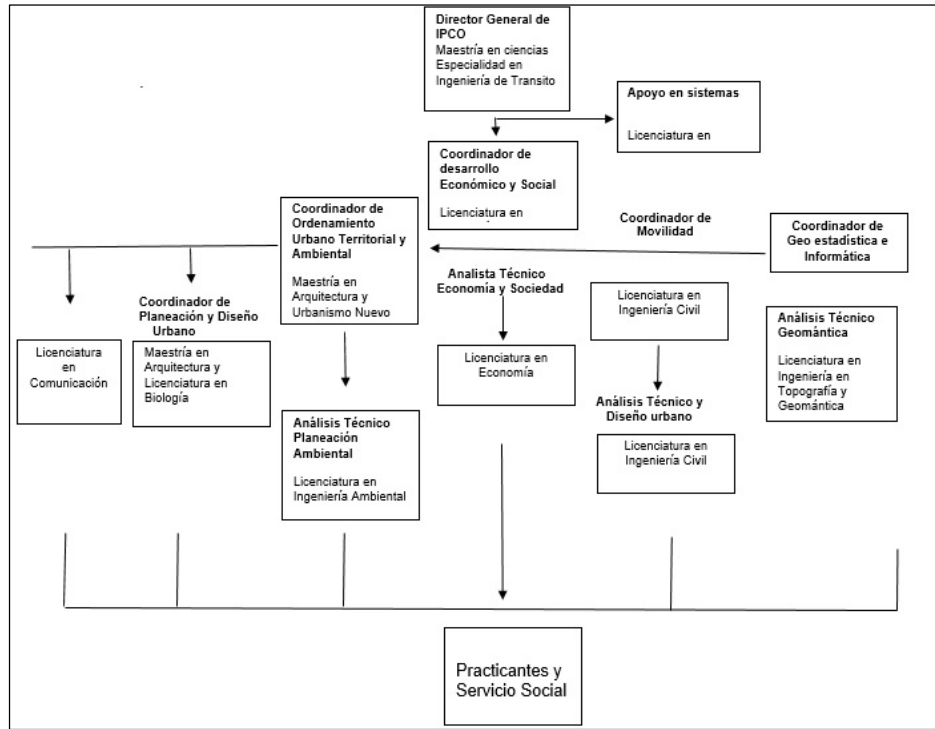 Director General de
IPCO
Maestría en ciencias
Especialidad en
Ingeniería de Transito
Apoyo en sistemas
Licenciatura en
Coordinador de
desarrollo
Económico y Social
Licenciatura en
Coordinador de
Ordenamiento
Urbano Territorial y
Ambiental
Maestría en
Arquitectura y
Urbanismo Nuevo
Coordinador de
Movilidad
Coordinador de
Geo estadística e
Informática
Analista Técnico
Economía y Sociedad
Licenciatura en
Economía
Licenciatura en
Ingeniería Civil
Análisis Técnico
Geomántica
Licenciatura en
Ingeniería en
Topografía y
Geomántica
Coordinador de
Planeación y Diseño
Urbano
Licenciatura
en
Comunicación
Maestría en
Arquitectura y
Licenciatura en
Biología
Análisis Técnico
Planeación
Ambiental
Licenciatura en
Ingeniería Ambiental
Análisis Técnico y
Diseño urbano
Licenciatura en
Ingeniería Civil
Practicantes y
Servicio Social